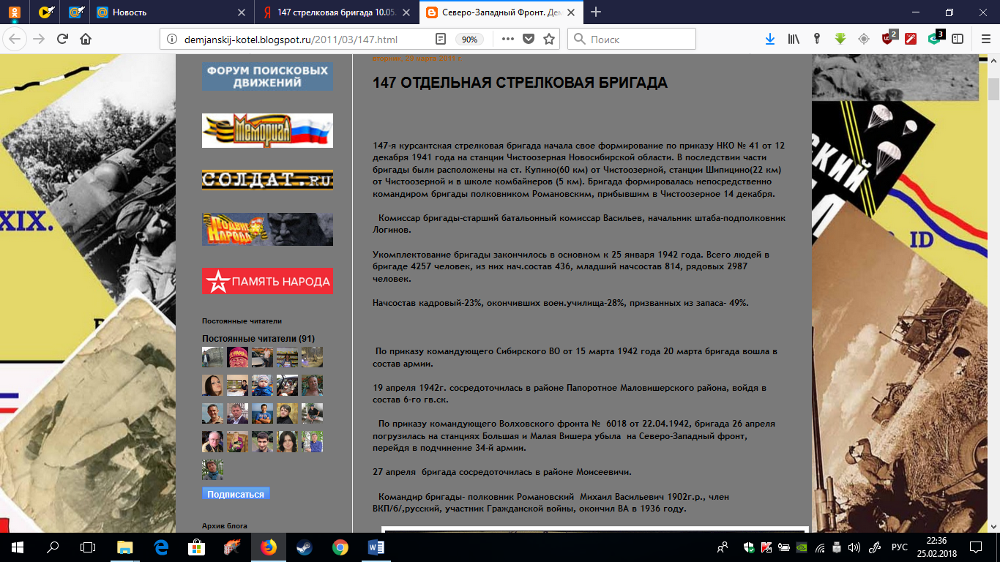 Новость
147 стрелковая бригада 10.05.
Северо-Западный Фронт. Дем
demjanskij-kotel.blogspot.ru/2011/03/147.html
90%
Поиск
2
3
вторник, 29 марта 2011 г.
ФОРУМ ПОИСКОВЫХ
ДВИЖЕНИЙ
147 ОТДЕЛЬНАЯ СТРЕЛКОВАЯ БРИГАДА
Мемориал
147-я курсантская стрелковая бригада начала свое формирование по приказу НКО № 41 от 12
декабря 1941 года на станции Чистоозерная Новосибирской области. В последствии части
бригады были расположены на ст. Купино(60 км) от Чистоозерной, станции Шипицино(22 км)
от Чистоозерной и в школе комбайнеров (5 км). Бригада формировалась непосредственно
командиром бригады полковником Романовским, прибывшим в Чистоозерное 14 декабря.
СОЛДАТ.RU
Комиссар бригады-старший батальонный комиссар Васильев, начальник штаба-подполковник
Логинов.
Подвиг
Народа
XIX.
ID
Укомплектование бригады закончилось в основном к 25 января 1942 года. Всего людей в
бригаде 4257 человек, из них нач.состав 436, младший начсостав 814, рядовых 2987
человек.
ПАМЯТЬ НАРОДА
Начсостав кадровый-23%, окончивших воен.училища-28%, призванных из запаса- 49%.
Постоянные читатели
Постоянные читатели (91)
По приказу командующего Сибирского ВО от 15 марта 1942 года 20 марта бригада вошла в
состав армии.
19 апреля 1942г. сосредоточилась в районе Папоротное Маловишерского района, войдя в
состав 6-го гв.ск.
По приказу командующего Волховского фронта № 6018 от 22.04.1942, бригада 26 апреля
погрузилась на станциях Большая и Малая Вишера убыла на Северо-Западный фронт,
перейдя в подчинение 34-й армии.
27 апреля бригада сосредоточилась в районе Моисеевичи.
Подписаться
Командир бригады- полковник Романовский Михаил Васильевич 1902г.р., член
ВКП/б/,русский, участник Гражданской войны, окончил ВА в 1936 году.
Архив блога
РУС
22:36
25.02.2018